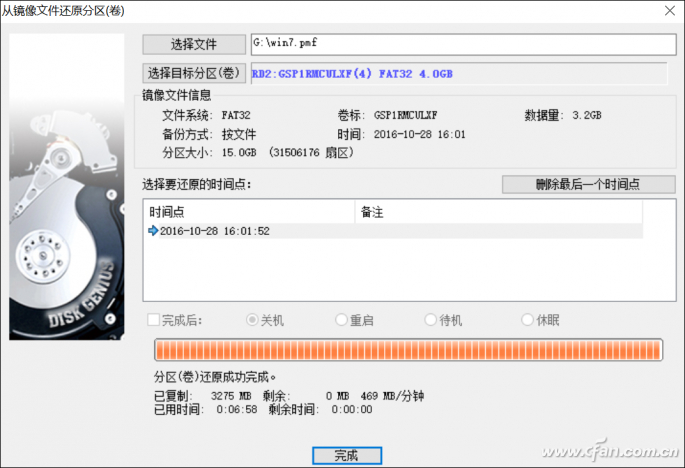 从镜像文件还原分区(卷)
选择文件 G:\win7.pmf
选择目标分区(卷) RD2:GSP1RMCULXF(4) FAT32 4.0GB
镜像文件信息
文件系统: FAT32 卷标: GSP1RMCULXF 数据量: 3.2GB
备份方式: 按文件 时间: 2016-10-28 16:01
分区大小: 15.0GB (31506176 扇区)
选择要还原的时间点: 删除最后一个时间点
时间点 备注
2016-10-28 16:01:52
DISK GENIUS
完成后: 关机 重启 待机 休眠
分区(卷)还原成功完成。
已复制: 3275 MB 剩余: 0 MB 469 MB/分钟
已用时间: 0:06:58 剩余时间: 0:00:00
完成
www.cfan.com.cn